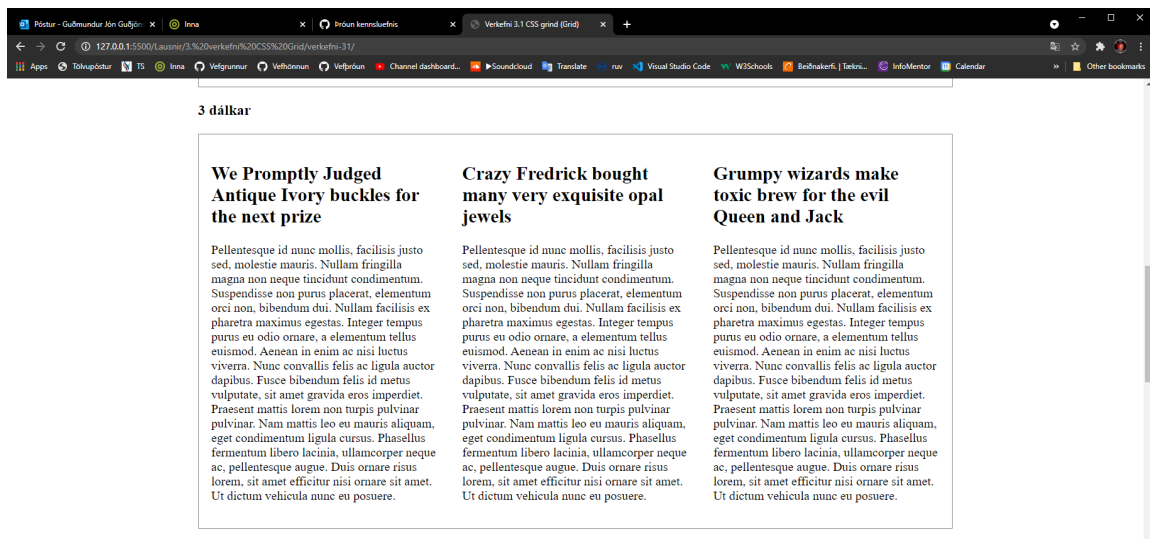 Póstur - Guðmundur Jón Guðjón
Inna
Þróun kennsluefnis
Verkefni 3.1 CSS grind (Grid)
127.0.0.1:5500/Lausnir/3.%20verkefni%20CSS%20Grid/verkefni-31/
Apps Tölvupóstur TS Inna Vefgrunnur Vefhönnun Vefþróun Channel dashboard... ▶Soundcloud Translate ruv Visual Studio Code W3Schools Beiðnakerfi. | Tækni... InfoMentor Calendar » Other bookmarks
3 dálkar
We Promptly Judged
Antique Ivory buckles for
the next prize
Pellentesque id nunc mollis, facilisis justo
sed, molestie mauris. Nullam fringilla
magna non neque tincidunt condimentum.
Suspendisse non purus placerat, elementum
orci non, bibendum dui. Nullam facilisis ex
pharetra maximus egestas. Integer tempus
purus eu odio ornare, a elementum tellus
euismod. Aenean in enim ac nisi luctus
viverra. Nunc convallis felis ac ligula auctor
dapibus. Fusce bibendum felis id metus
vulputate, sit amet gravida eros imperdiet.
Praesent mattis lorem non turpis pulvinar
pulvinar. Nam mattis leo eu mauris aliquam,
eget condimentum ligula cursus. Phasellus
fermentum libero lacinia, ullamcorper neque
ac, pellentesque augue. Duis ornare risus
lorem, sit amet efficitur nisi ornare sit amet.
Ut dictum vehicula nunc eu posuere.
Crazy Fredrick bought
many very exquisite opal
jewels
Pellentesque id nunc mollis, facilisis justo
sed, molestie mauris. Nullam fringilla
magna non neque tincidunt condimentum.
Suspendisse non purus placerat, elementum
orci non, bibendum dui. Nullam facilisis ex
pharetra maximus egestas. Integer tempus
purus eu odio ornare, a elementum tellus
euismod. Aenean in enim ac nisi luctus
viverra. Nunc convallis felis ac ligula auctor
dapibus. Fusce bibendum felis id metus
vulputate, sit amet gravida eros imperdiet.
Praesent mattis lorem non turpis pulvinar
pulvinar. Nam mattis leo eu mauris aliquam,
eget condimentum ligula cursus. Phasellus
fermentum libero lacinia, ullamcorper neque
ac, pellentesque augue. Duis ornare risus
lorem, sit amet efficitur nisi ornare sit amet.
Ut dictum vehicula nunc eu posuere.
Grumpy wizards make
toxic brew for the evil
Queen and Jack
Pellentesque id nunc mollis, facilisis justo
sed, molestie mauris. Nullam fringilla
magna non neque tincidunt condimentum.
Suspendisse non purus placerat, elementum
orci non, bibendum dui. Nullam facilisis ex
pharetra maximus egestas. Integer tempus
purus eu odio ornare, a elementum tellus
euismod. Aenean in enim ac nisi luctus
viverra. Nunc convallis felis ac ligula auctor
dapibus. Fusce bibendum felis id metus
vulputate, sit amet gravida eros imperdiet.
Praesent mattis lorem non turpis pulvinar
pulvinar. Nam mattis leo eu mauris aliquam,
eget condimentum ligula cursus. Phasellus
fermentum libero lacinia, ullamcorper neque
ac, pellentesque augue. Duis ornare risus
lorem, sit amet efficitur nisi ornare sit amet.
Ut dictum vehicula nunc eu posuere.